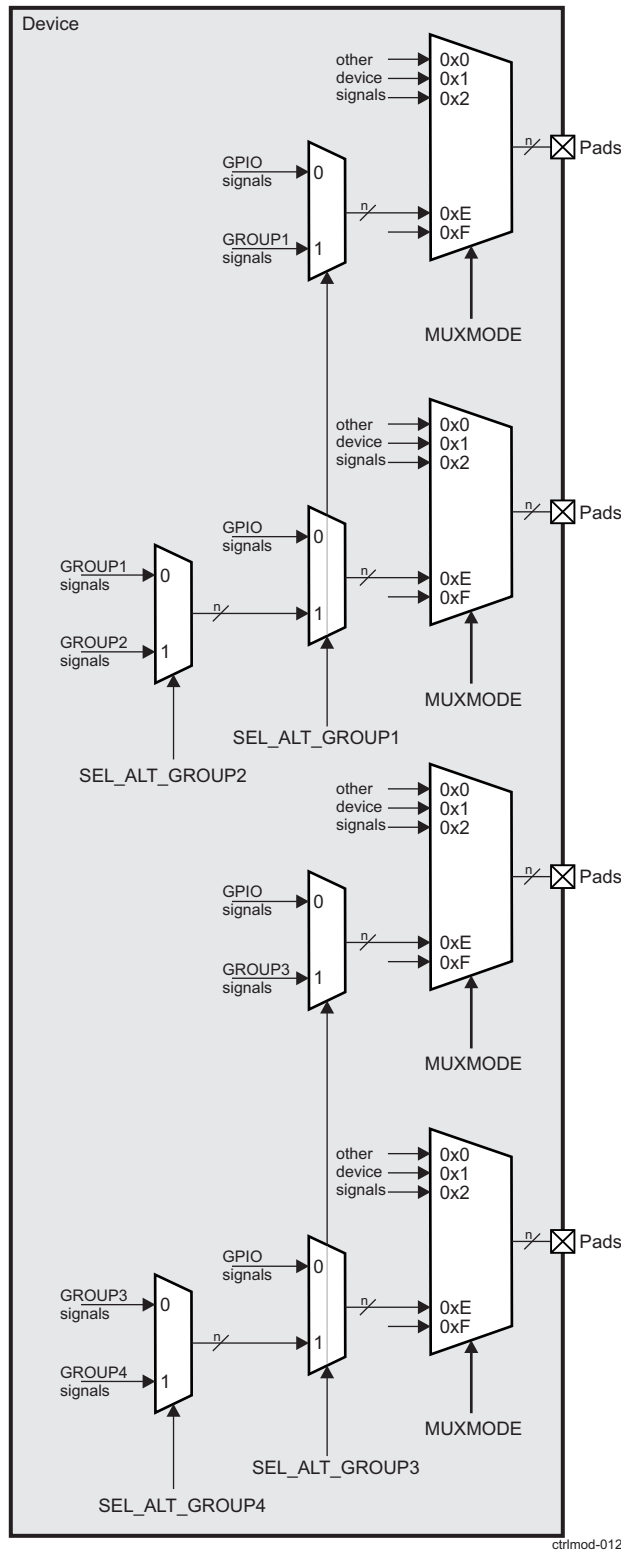 Device
other
device
signals
0x0
0x1
0x2
n
Pads
GPIO
signals
0
n
0xE
0xF
GROUP1
signals
1
MUXMODE
other
device
signals
0x0
0x1
0x2
n
Pads
GPIO
signals
0
n
0xE
0xF
GROUP1
signals
0
n
1
GROUP2
signals
1
MUXMODE
SEL_ALT_GROUP1
SEL_ALT_GROUP2
other
device
signals
0x0
0x1
0x2
n
Pads
GPIO
signals
0
n
0xE
0xF
GROUP3
signals
1
MUXMODE
other
device
signals
0x0
0x1
0x2
n
Pads
GPIO
signals
0
n
0xE
0xF
GROUP3
signals
0
n
1
GROUP4
signals
1
MUXMODE
SEL_ALT_GROUP3
SEL_ALT_GROUP4
ctrlmod-012